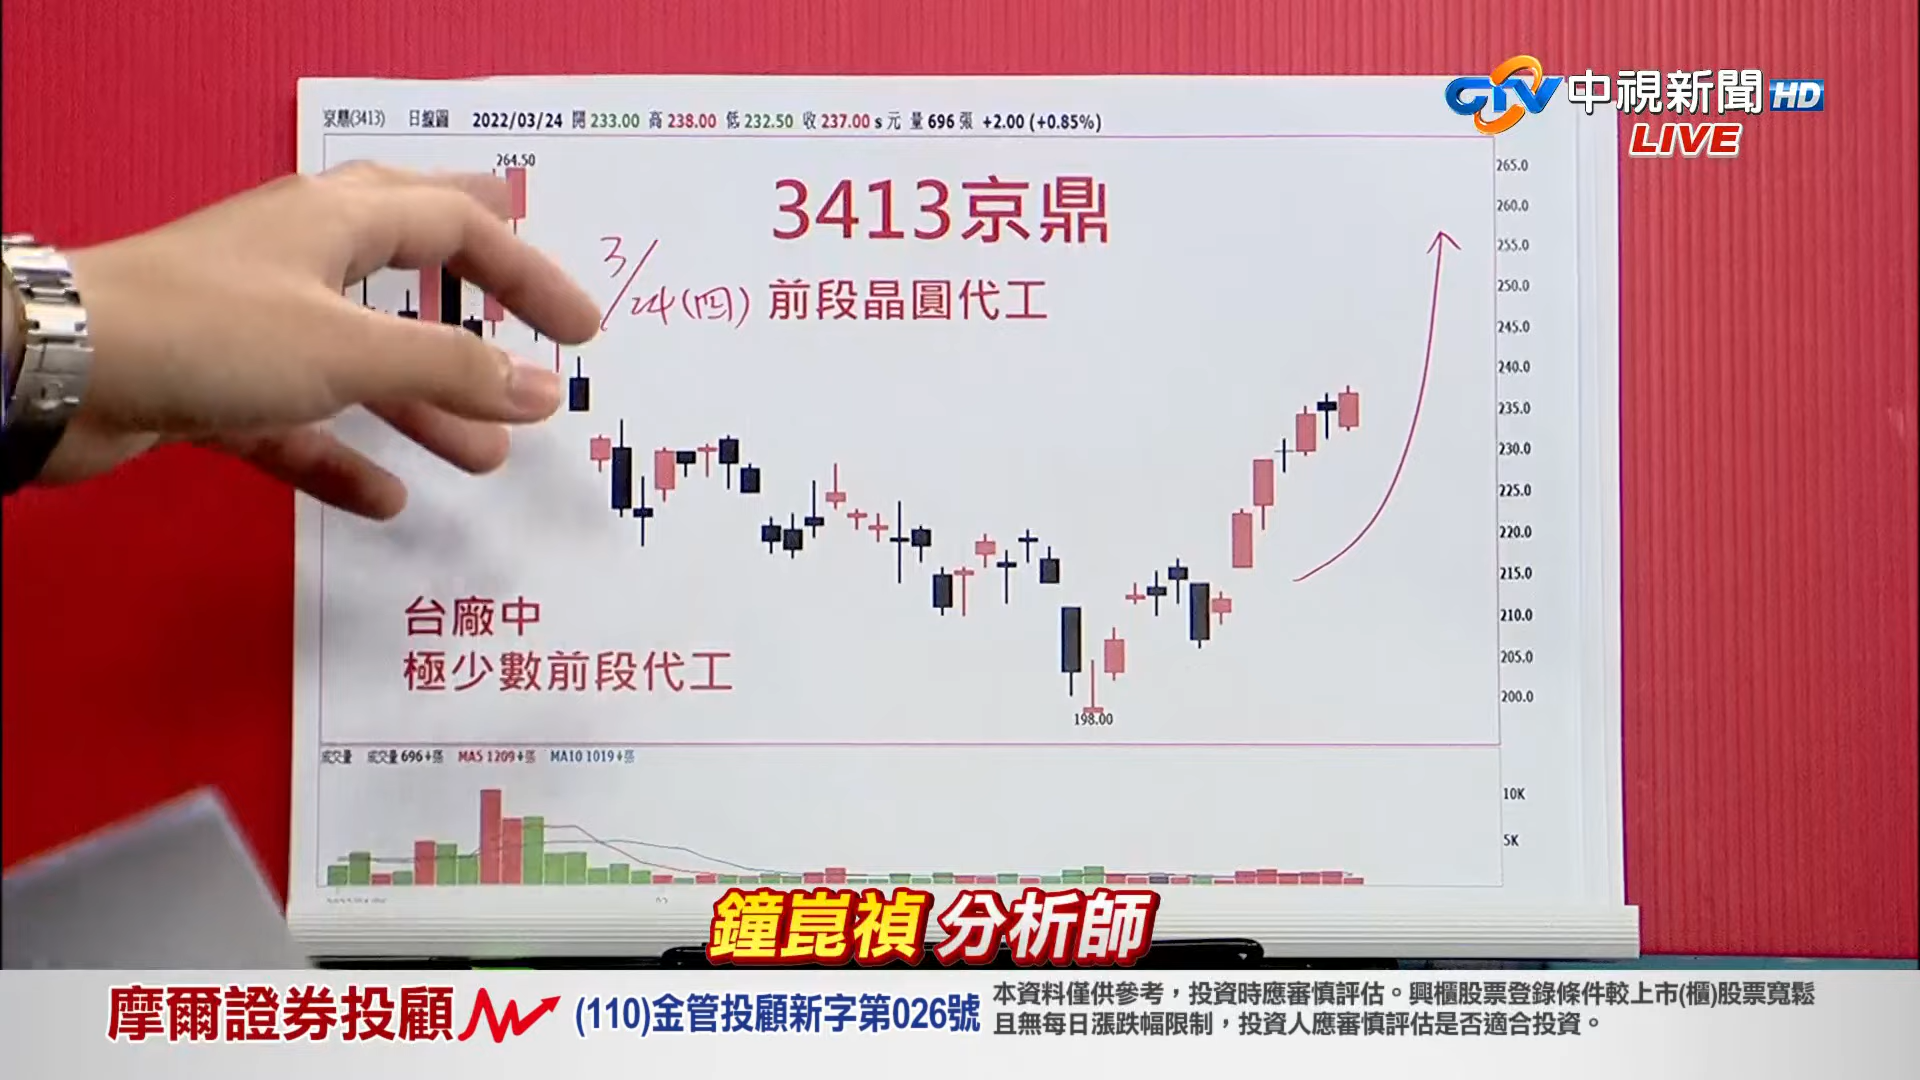 CTV 中視新聞 HD
LIVE
京鼎(3413) 日線圖 2022/03/24 開 233.00 高 238.00 低 232.50 收 237.00 s 元 量 696 張 +2.00 (+0.85%)
264.50
3413京鼎
3/24(四) 前段晶圓代工
265.0
260.0
255.0
250.0
245.0
240.0
235.0
230.0
225.0
220.0
215.0
210.0
205.0
200.0
台廠中
極少數前段代工
198.00
成交量 成交量 696↓張 MA5 1209↓張 MA10 1019↓張
10K
5K
鐘崑禎 分析師
摩爾證券投顧 (110)金管投顧新字第026號
本資料僅供參考，投資時應審慎評估。興櫃股票登錄條件較上市(櫃)股票寬鬆
且無每日漲跌幅限制，投資人應審慎評估是否適合投資。